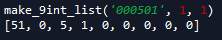 make_9int_list('000501', 1, 1)
[51, 0, 5, 1, 0, 0, 0, 0, 0]